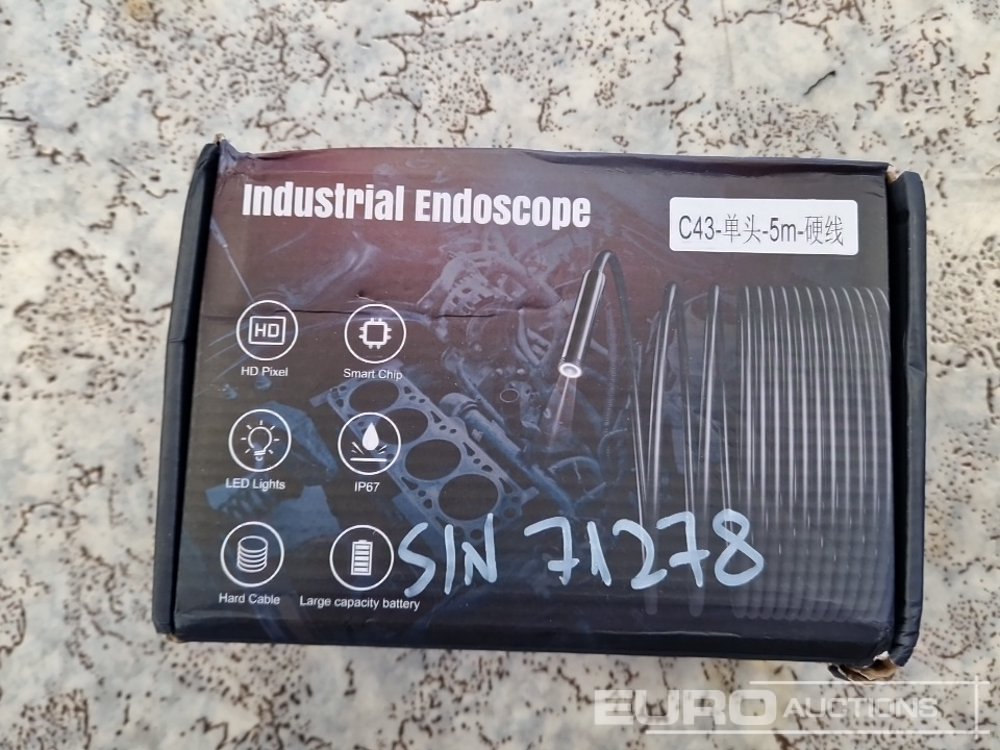 Industrial Endoscope
C43-单头-5m-硬线
HD
HD Pixel
Smart Chip
LED Lights
IP67
Hard Cable
Large capacity battery
S/N 71278
EURO AUCTIONS